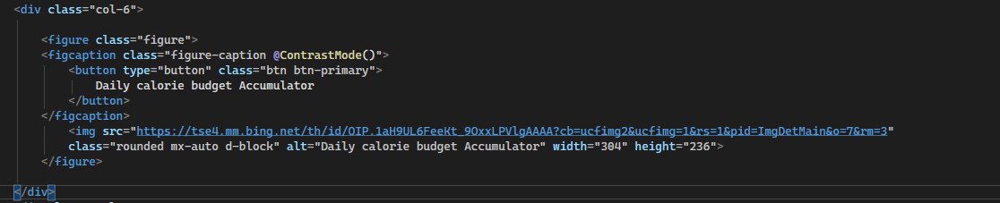 <div class="col-6">
<figure class="figure">
<figcaption class="figure-caption @ContrastMode()">
<button type="button" class="btn btn-primary">
Daily calorie budget Accumulator
</button>
</figcaption>
<img src="https://tse4.mm.bing.net/th/id/OIP.1aH9UL6FeeKt_9OxxLPVlgAAAA?cb=ucfimg2&ucfimg=1&rs=1&pid=ImgDetMain&o=7&rm=3"
class="rounded mx-auto d-block" alt="Daily calorie budget Accumulator" width="304" height="236">
</figure>
</div>